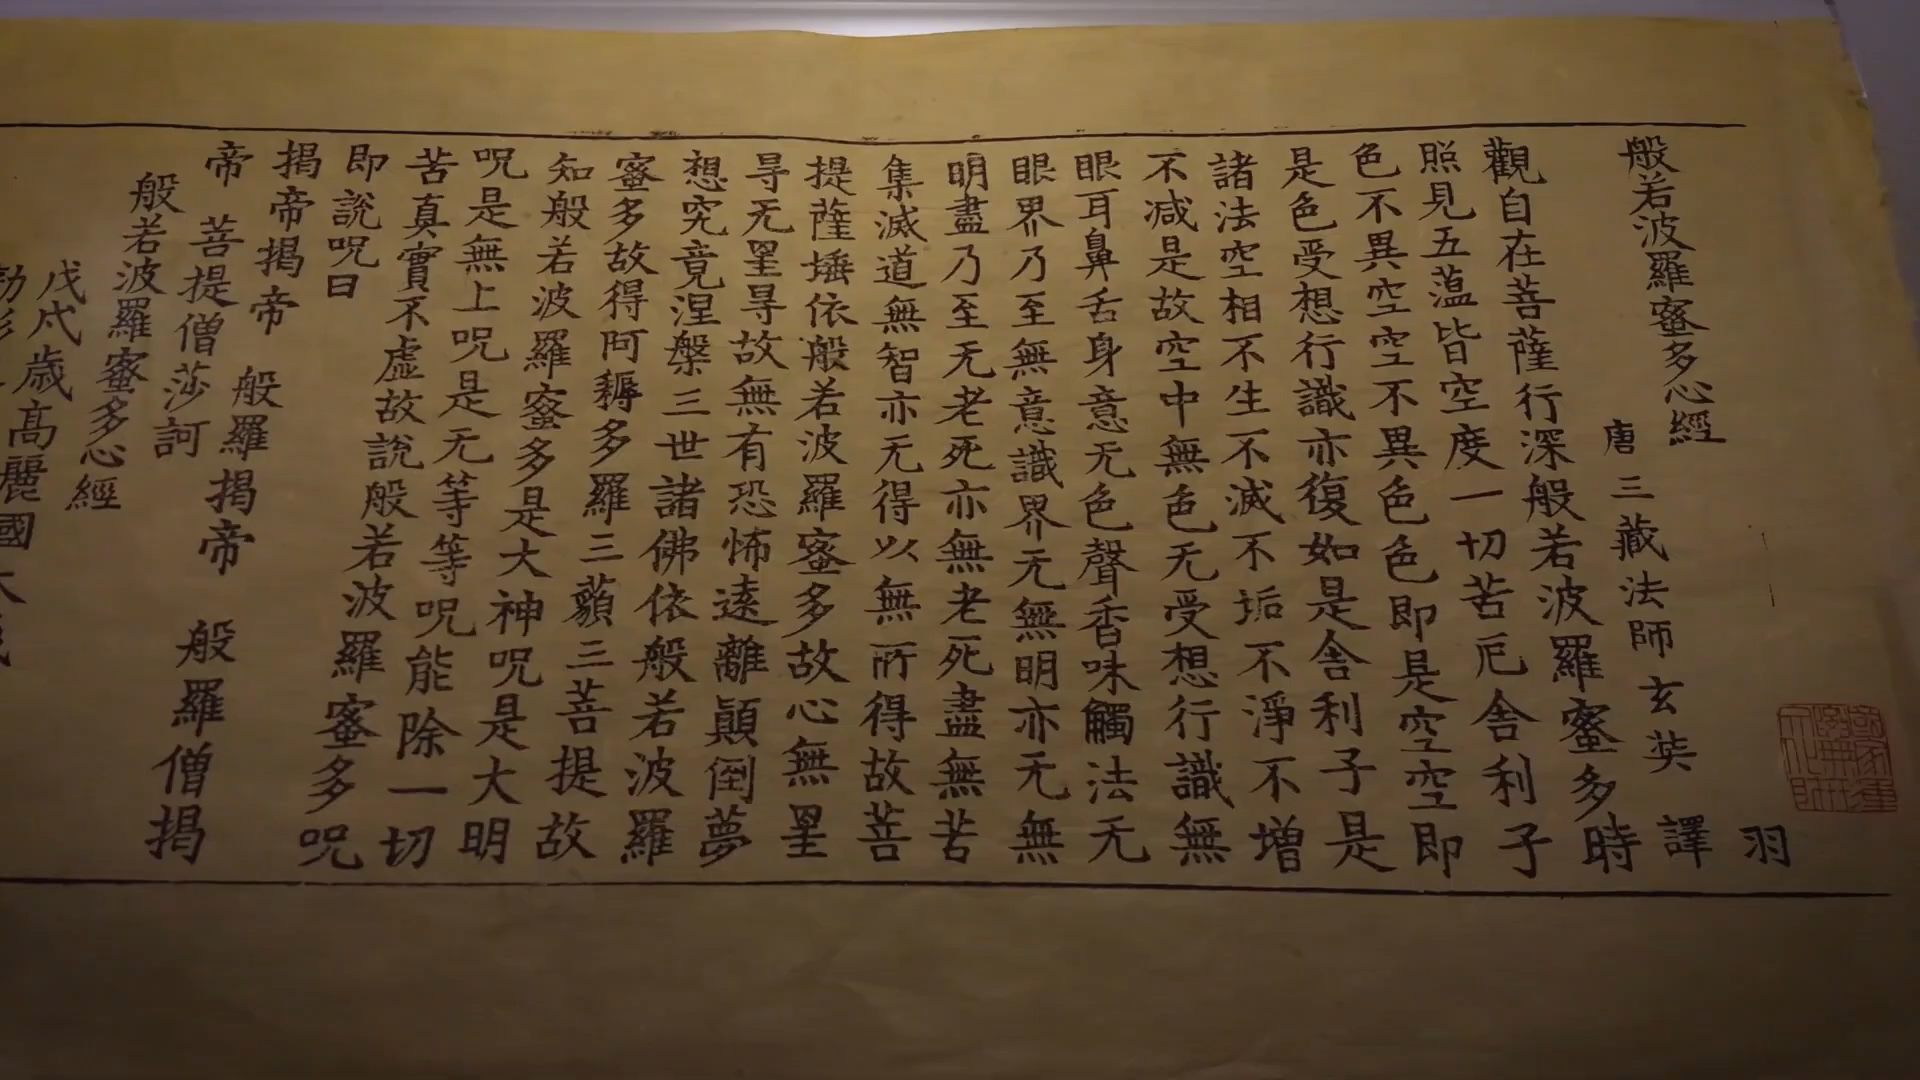 羽
般若波羅蜜多心經
唐三藏法師玄奘譯
觀自在菩薩行深般若波羅蜜多時
照見五蕰皆空度一切苦厄舍利子
色不異空空不異色色即是空空即
是色受想行識亦復如是舍利子是
諸法空相不生不滅不垢不淨不增
不減是故空中無色无受想行識無
眼耳鼻舌身意无色聲香味觸法无
眼界乃至無意識界无無明亦无無
明盡乃至无老死亦無老死盡無苦
集滅道無智亦无得以無所得故菩
提薩埵依般若波羅蜜多故心無罣
㝵无罣㝵故無有恐怖遠離顛倒夢
想究竟涅槃三世諸佛依般若波羅
蜜多故得阿耨多羅三藐三菩提故
知般若波羅蜜多是大神呪是大明
呪是無上呪是无等等呪能除一切
苦真實不虛故說般若波羅蜜多呪
即說呪曰
揭帝揭帝 般羅揭帝 般羅僧揭
帝 菩提僧莎訶
般若波羅蜜多心經
戊戌歳高麗國大